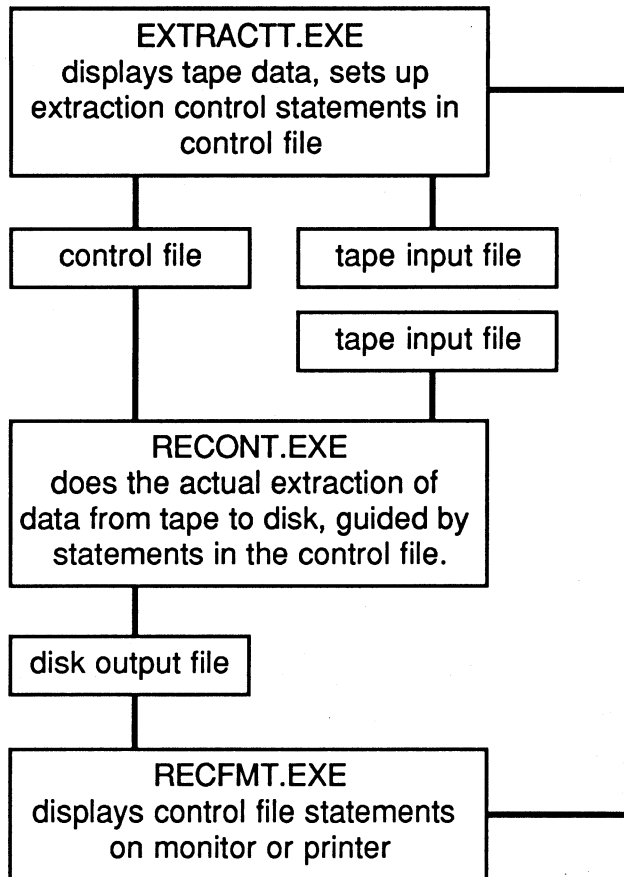 EXTRACTT.EXE
displays tape data, sets up
extraction control statements in
control file
control file
tape input file
tape input file
RECONT.EXE
does the actual extraction of
data from tape to disk, guided by
statements in the control file.
disk output file
RECFMT.EXE
displays control file statements
on monitor or printer